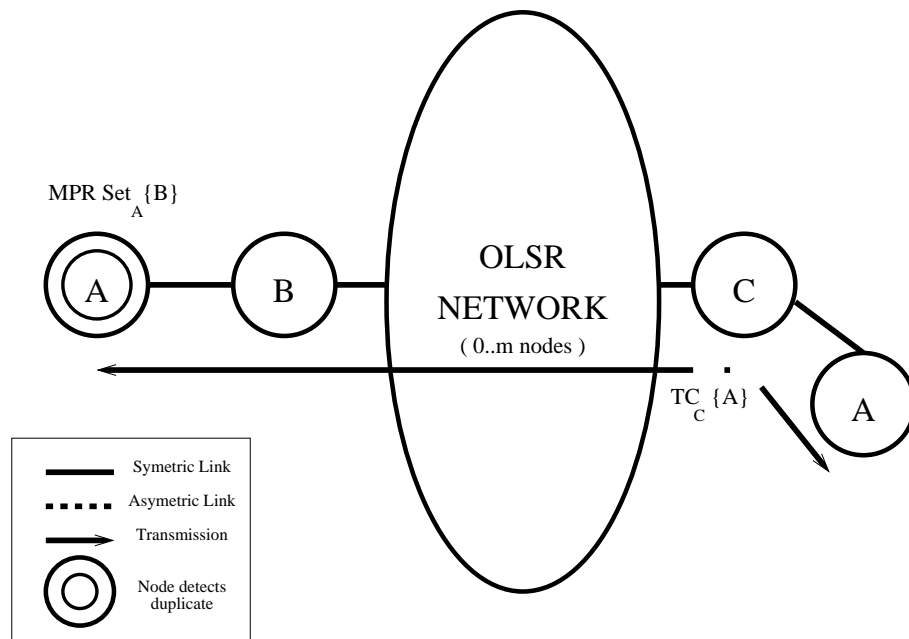 MPR Set A {B}
A
B
OLSR
NETWORK
( 0..m nodes )
C
TC C {A}
A
Symetric Link
Asymetric Link
Transmission
Node detects
duplicate